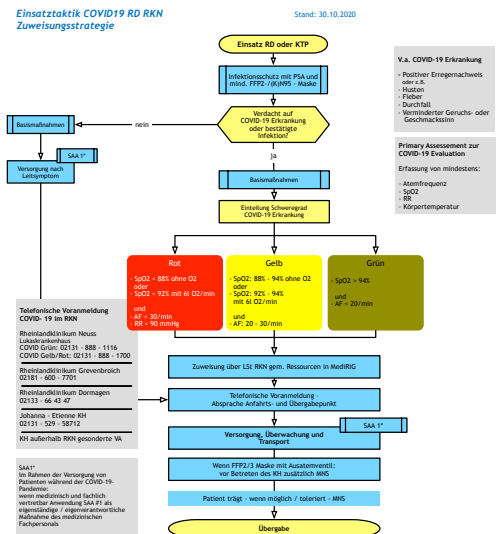 Einsatztaktik COVID19 RD RKN
Zuweisungsstrategie
Stand: 30.10.2020
Einsatz RD oder KTP
Infektionsschutz mit PSA und
mind. FFP2-/(K)N95 - Maske
Verdacht auf
COVID-19 Erkrankung
oder bestätigte
Infektion?
nein
Basismaßnahmen
SAA 1*
Versorgung nach
Leitsymptom
Ja
Basismaßnahmen
Einteilung Schweregrad
COVID-19 Erkrankung
V.a. COVID-19 Erkrankung
- Positiver Erregernachweis
oder z.B.
- Husten
- Fieber
- Durchfall
- Verminderter Geruchs- oder
Geschmackssinn
Primary Assessement zur
COVID-19 Evaluation
Erfassung von mindestens:
- Atemfrequenz
- SpO2
- RR
- Körpertemperatur
Rot
- SpO2 < 88% ohne O2
oder
- SpO2 < 92% mit 6l O2/min
und
- AF > 30/min
- RR < 90 mmHg
Gelb
- SpO2: 88% - 94% ohne O2
oder
- SpO2: 92% - 94%
mit 6l O2/min
und
- AF: 20 - 30/min
Grün
- SpO2 > 94%
und
- AF < 20/min
Telefonische Voranmeldung
COVID- 19 im RKN
Rheinlandklinikum Neuss
Lukaskrankenhaus
COVID Grün: 02131 - 888 - 1116
COVID Gelb/Rot: 02131 - 888 - 1700
Rheinlandklinikum Grevenbroich
02181 - 600 - 7701
Rheinlandklinikum Dormagen
02133 - 66 43 47
Johanna - Etienne KH
02131 - 529 - 58712
KH außerhalb RKN gesonderte VA
Zuweisung über LSt RKN gem. Ressourcen in MedIRIG
Telefonische Voranmeldung -
Absprache Anfahrts- und Übergabepunkt
SAA 1*
Versorgung, Überwachung und
Transport
Wenn FFP2/3 Maske mit Ausatemventil:
vor Betreten des KH zusätzlich MNS
Patient trägt - wenn möglich / toleriert - MNS
Übergabe
SAA1*
Im Rahmen der Versorgung von
Patienten während der COVID-19-
Pandemie:
wenn medizinisch und fachlich
vertretbar Anwendung SAA #1 als
eigenständige / eigenverantwortliche
Maßnahme des medizinischen
Fachpersonals